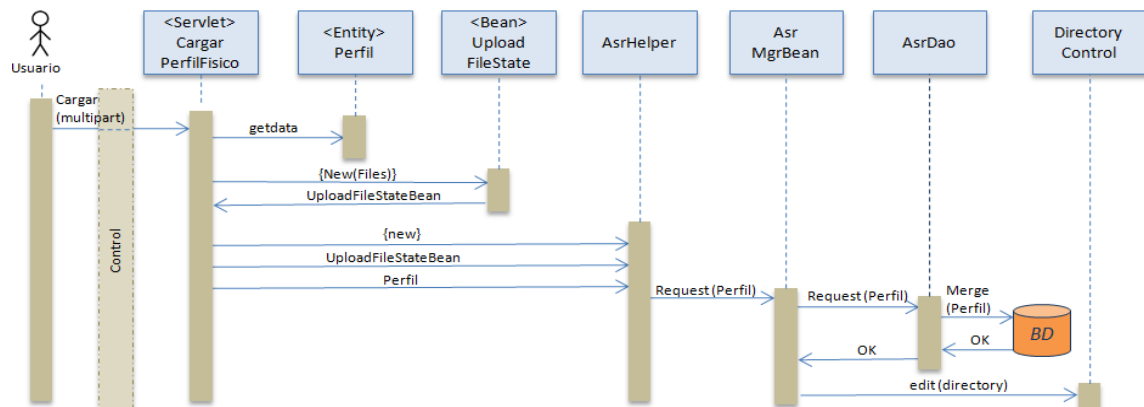 Usuario
<Servlet>
Cargar
PerfilFisico
<Entity>
Perfil
<Bean>
Upload
FileState
AsrHelper
Asr
MgrBean
AsrDao
Directory
Control
Cargar
(multipart)
Control
getdata
{New(Files)}
UploadFileStateBean
{new}
UploadFileStateBean
Perfil
Request (Perfil)
Request (Perfil)
Merge
(Perfil)
BD
OK
OK
edit (directory)